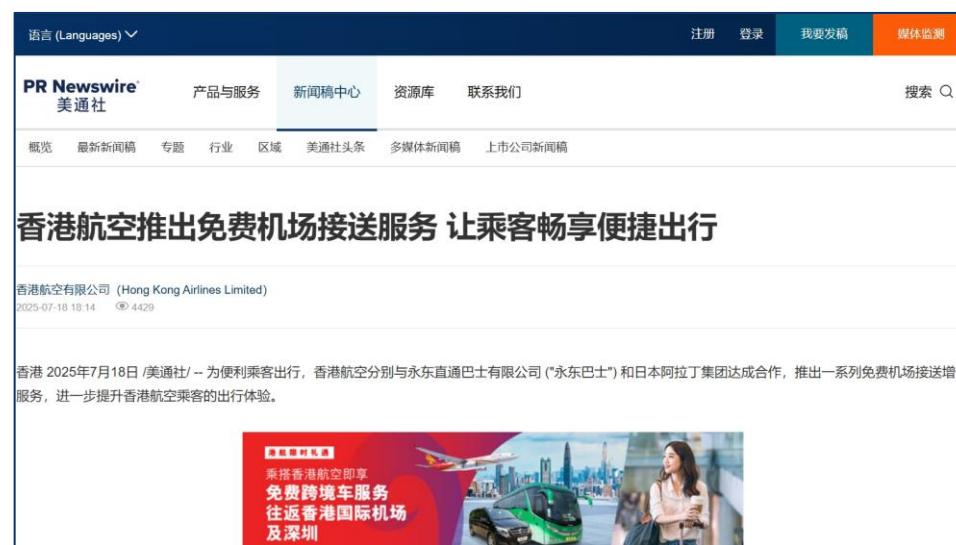 语言 (Languages)
注册
登录
我要发稿
媒体监测
PR Newswire
美通社
产品与服务
新闻稿中心
资源库
联系我们
搜索
概览
最新新闻稿
专题
行业
区域
美通社头条
多媒体新闻稿
上市公司新闻稿
香港航空推出免费机场接送服务 让乘客畅享便捷出行
香港航空有限公司 (Hong Kong Airlines Limited)
2025-07-18 18:14 4429
香港 2025年7月18日 /美通社/ -- 为便利乘客出行，香港航空分别与永东直通巴士有限公司 ("永东巴士") 和日本阿拉丁集团达成合作，推出一系列免费机场接送增
服务，进一步提升香港航空乘客的出行体验。
港航限时礼遇
乘搭香港航空即享
免费跨境车服务
往返香港国际机场
及深圳